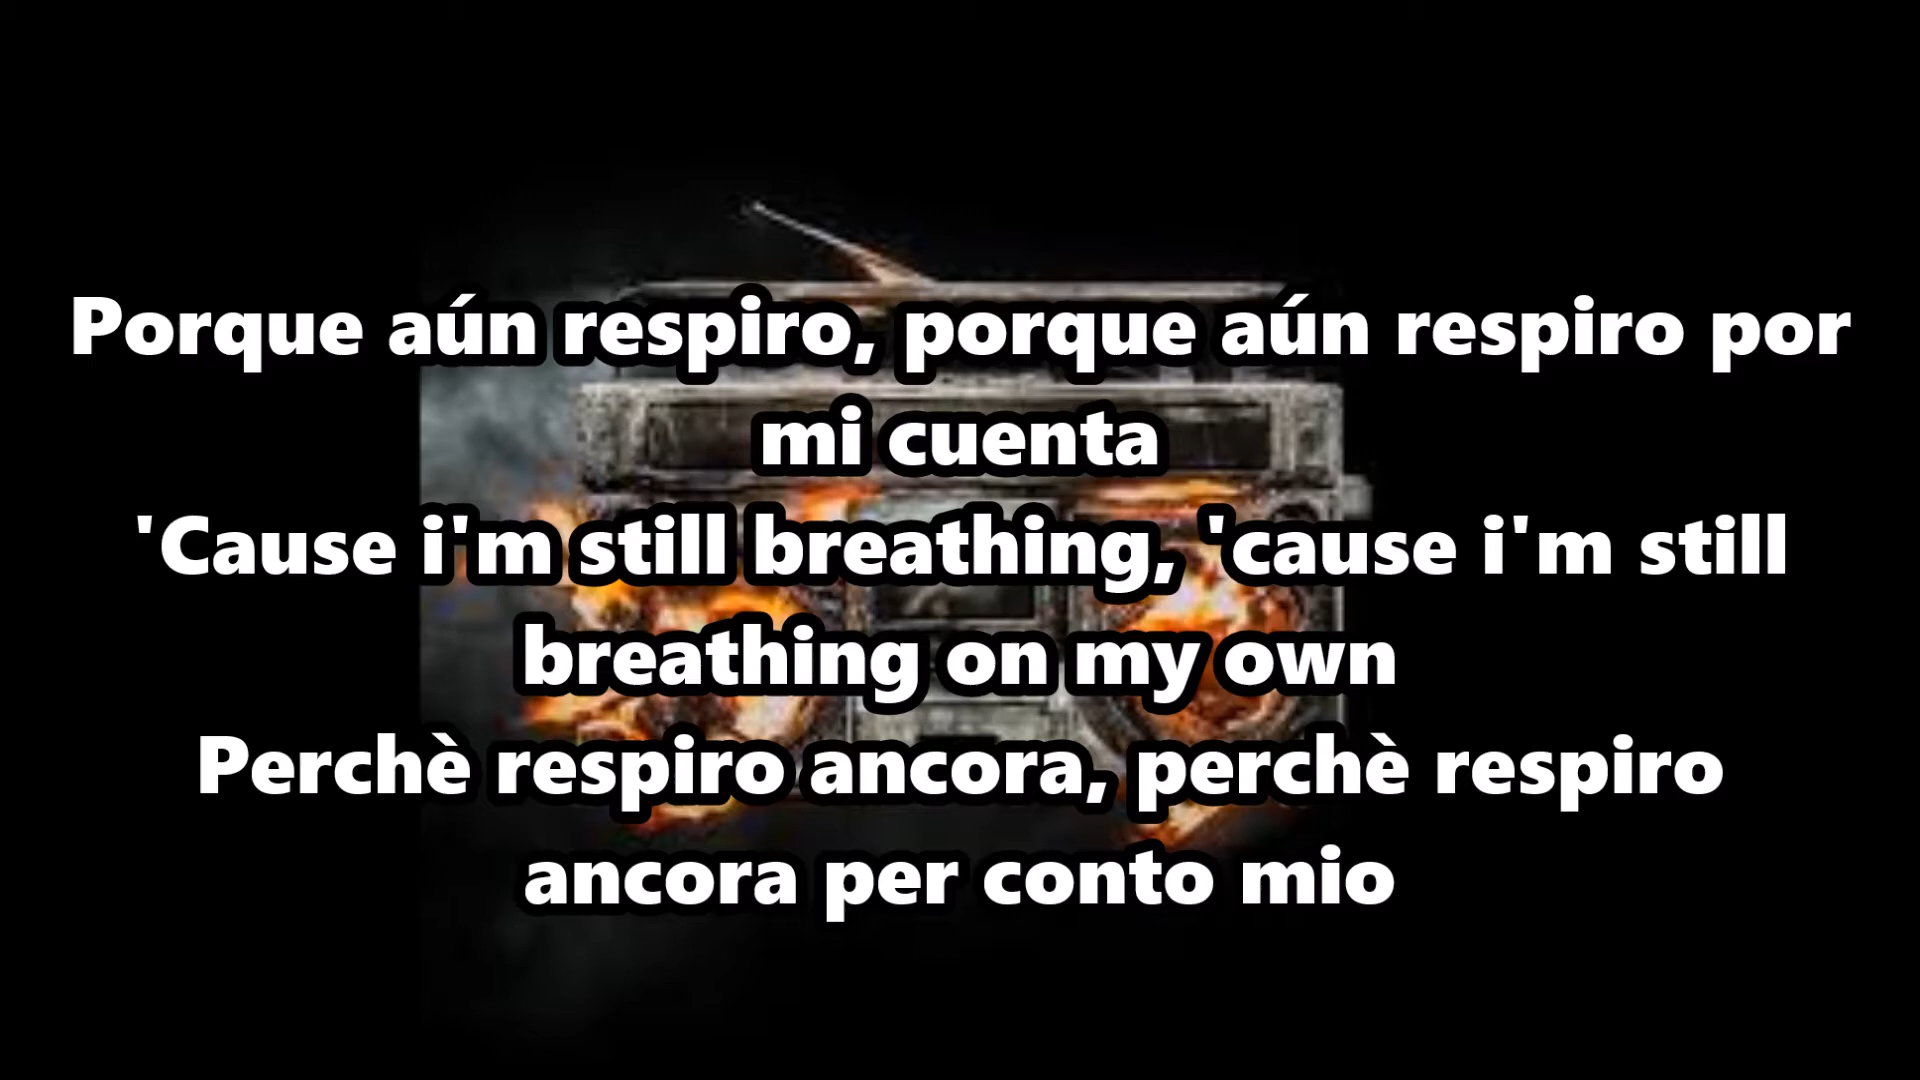 Porque aún respiro, porque aún respiro por
mi cuenta
'Cause i'm still breathing, 'cause i'm still
breathing on my own
Perchè respiro ancora, perchè respiro
ancora per conto mio